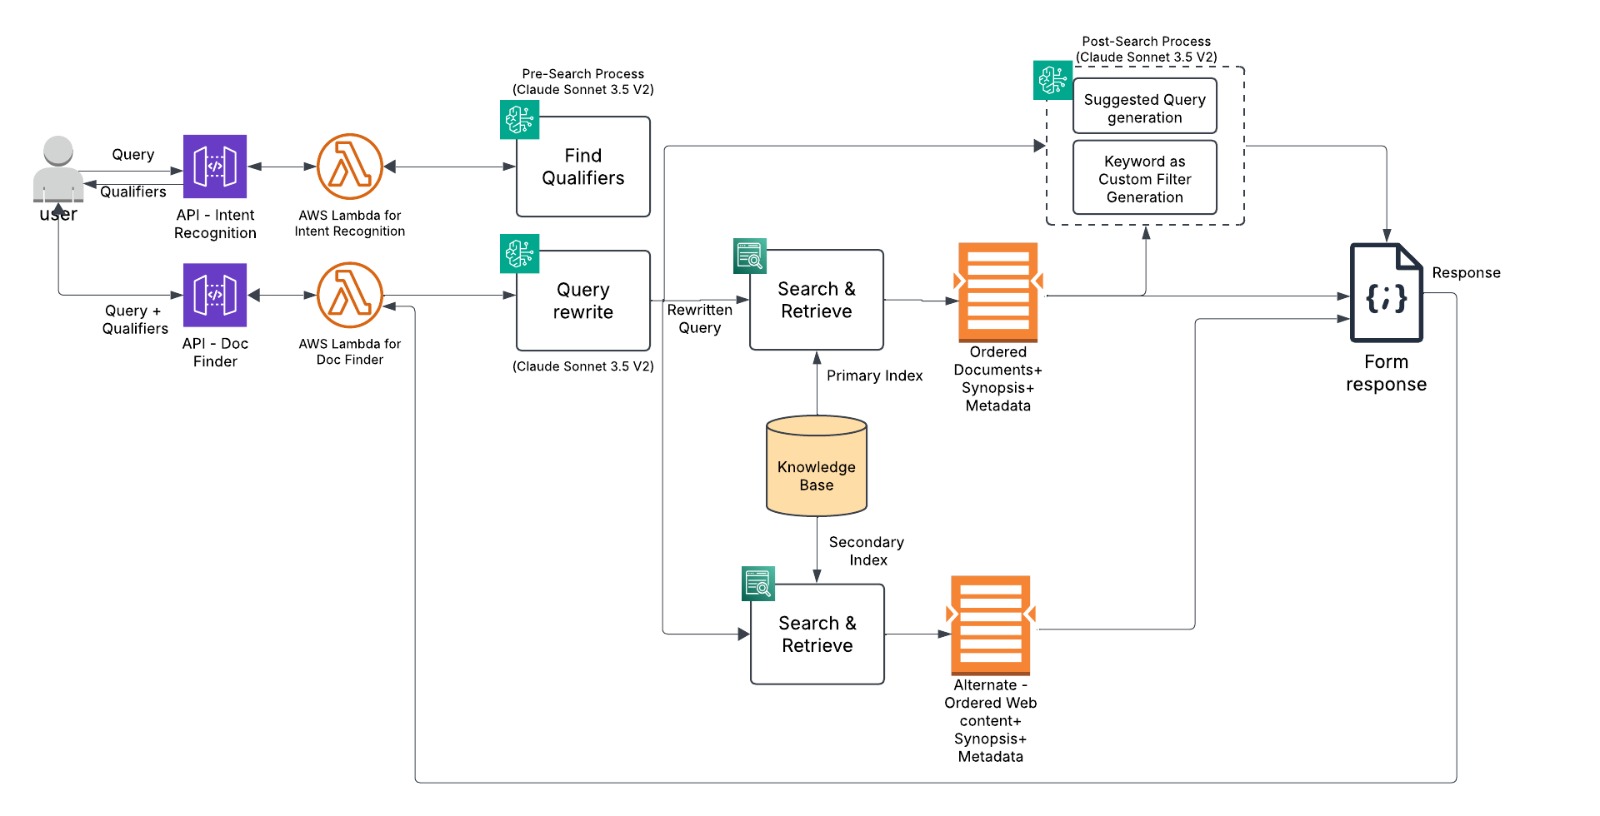 Post-Search Process
(Claude Sonnet 3.5 V2)
Suggested Query
generation
Keyword as
Custom Filter
Generation
Pre-Search Process
(Claude Sonnet 3.5 V2)
Find
Qualifiers
Query
Qualifiers
user
API - Intent
Recognition
AWS Lambda for
Intent Recognition
Query +
Qualifiers
API - Doc
Finder
AWS Lambda for
Doc Finder
Query
rewrite
(Claude Sonnet 3.5 V2)
Rewritten
Query
Search &
Retrieve
Ordered
Documents+
Synopsis+
Metadata
Response
{;}
Form
response
Primary Index
Knowledge
Base
Secondary
Index
Search &
Retrieve
Alternate -
Ordered Web
content+
Synopsis+
Metadata